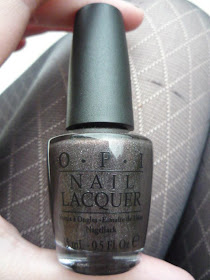 O·P·I
NAIL
LACQUER
Nagellack
15 mL - 0.5 Fl Oz